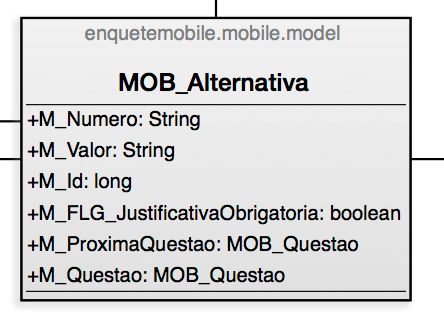 enquetemobile.mobile.model
MOB_Alternativa
+M_Numero: String
+M_Valor: String
+M_Id: long
+M_FLG_JustificativaObrigatoria: boolean
+M_ProximaQuestao: MOB_Questao
+M_Questao: MOB_Questao